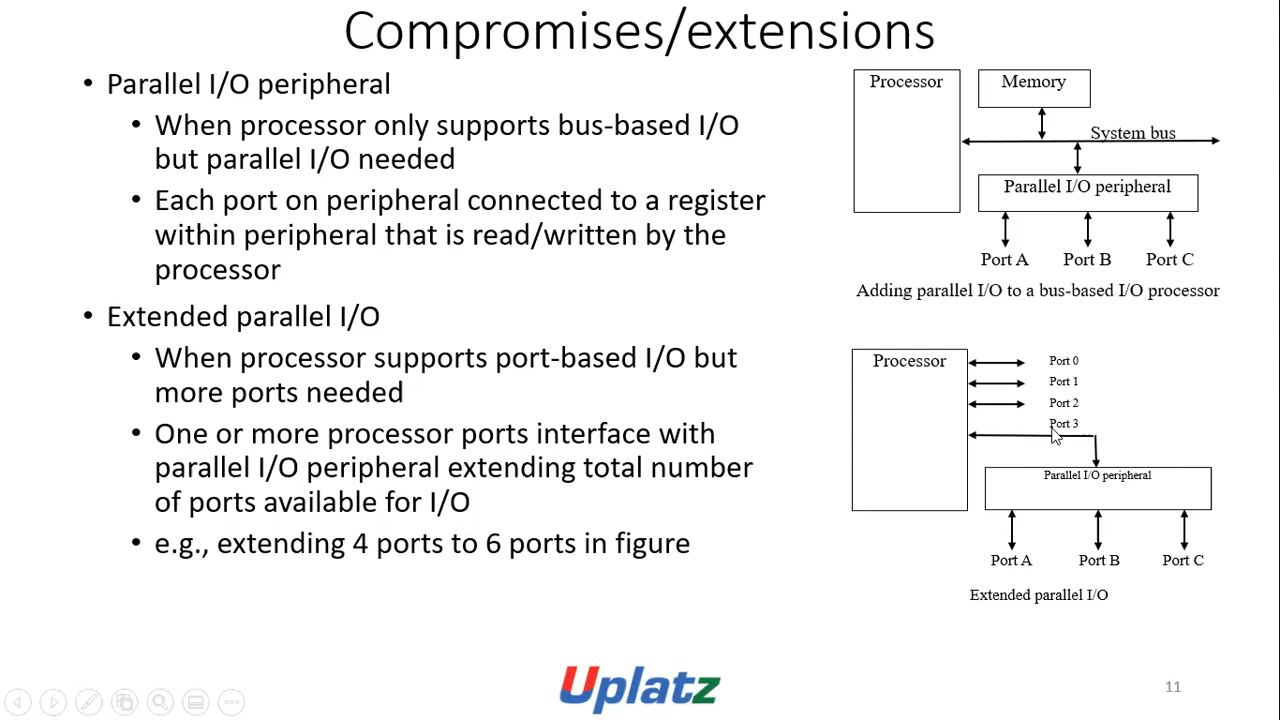 Compromises/extensions
• Parallel I/O peripheral
• When processor only supports bus-based I/O
but parallel I/O needed
• Each port on peripheral connected to a register
within peripheral that is read/written by the
processor
• Extended parallel I/O
• When processor supports port-based I/O but
more ports needed
• One or more processor ports interface with
parallel I/O peripheral extending total number
of ports available for I/O
• e.g., extending 4 ports to 6 ports in figure
Processor
Memory
System bus
Parallel I/O peripheral
Port A
Port B
Port C
Adding parallel I/O to a bus-based I/O processor
Processor
Port 0
Port 1
Port 2
Port 3
Parallel I/O peripheral
Port A
Port B
Port C
Extended parallel I/O
Uplatz
11